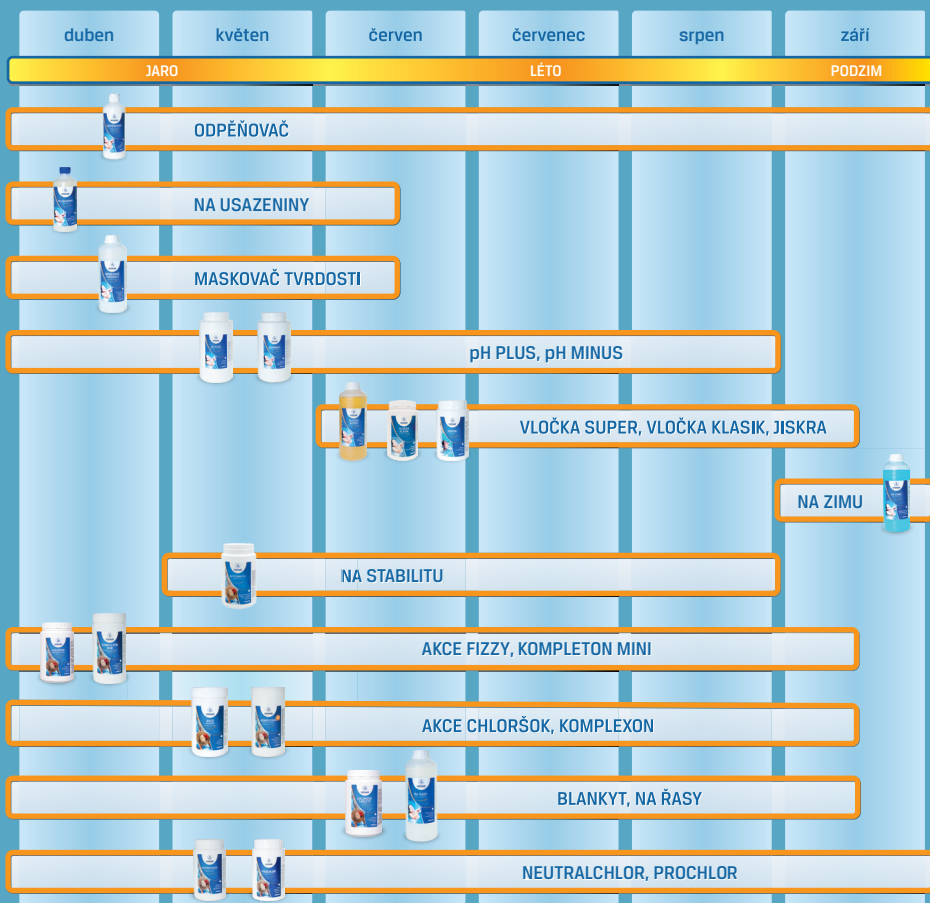 duben květen červen červenec srpen září
JARO LÉTO PODZIM
ODPĚŇOVAČ
NA USAZENINY
MASKOVAČ TVRDOSTI
pH PLUS, pH MINUS
VLOČKA SUPER, VLOČKA KLASIK, JISKRA
NA ZIMU
NA STABILITU
AKCE FIZZY, KOMPLETON MINI
AKCE CHLORŠOK, KOMPLEXON
BLANKYT, NA ŘASY
NEUTRALCHLOR, PROCHLOR